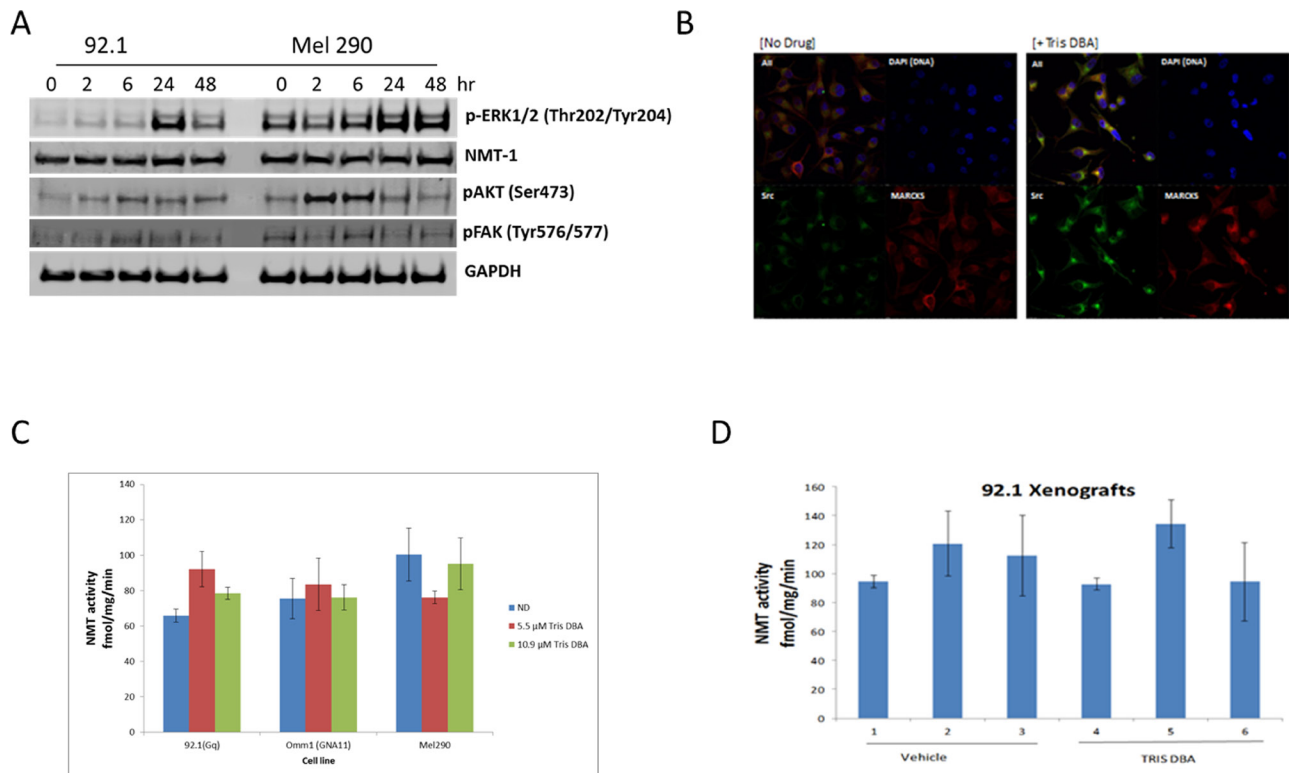 A
92.1 Mel 290
0 2 6 24 48 0 2 6 24 48 hr
p-ERK1/2 (Thr202/Tyr204)
NMT-1
pAKT (Ser473)
pFAK (Tyr576/577)
GAPDH
B
[No Drug] [+ Tris DBA]
All DAPI (DNA) All DAPI (DNA)
Src MARCKS Src MARCKS
C
140
120
100
80
60
40
20
0
NMT activity
fmol/mg/min
92.1(Gq) Omm1 (GNA11) Mel290
Cell line
ND
5.5 µM Tris DBA
10.9 µM Tris DBA
D
92.1 Xenografts
160
140
120
100
80
60
40
20
0
NMT activity
fmol/mg/min
1 2 3 4 5 6
Vehicle TRIS DBA